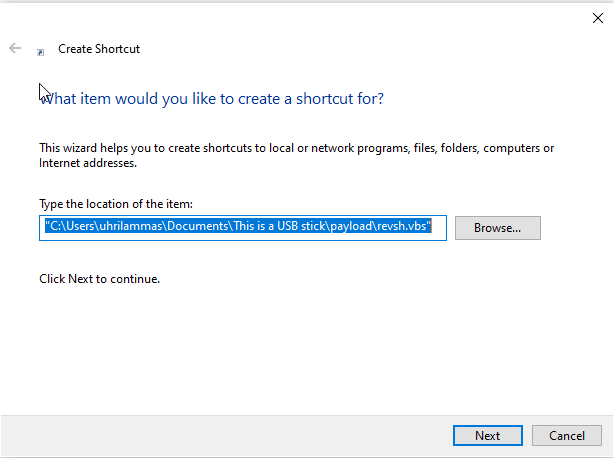 Create Shortcut
What item would you like to create a shortcut for?
This wizard helps you to create shortcuts to local or network programs, files, folders, computers or
Internet addresses.
Type the location of the item:
"C:\Users\uhrilammas\Documents\This is a USB stick\payload\revsh.vbs"
Browse...
Click Next to continue.
Next
Cancel